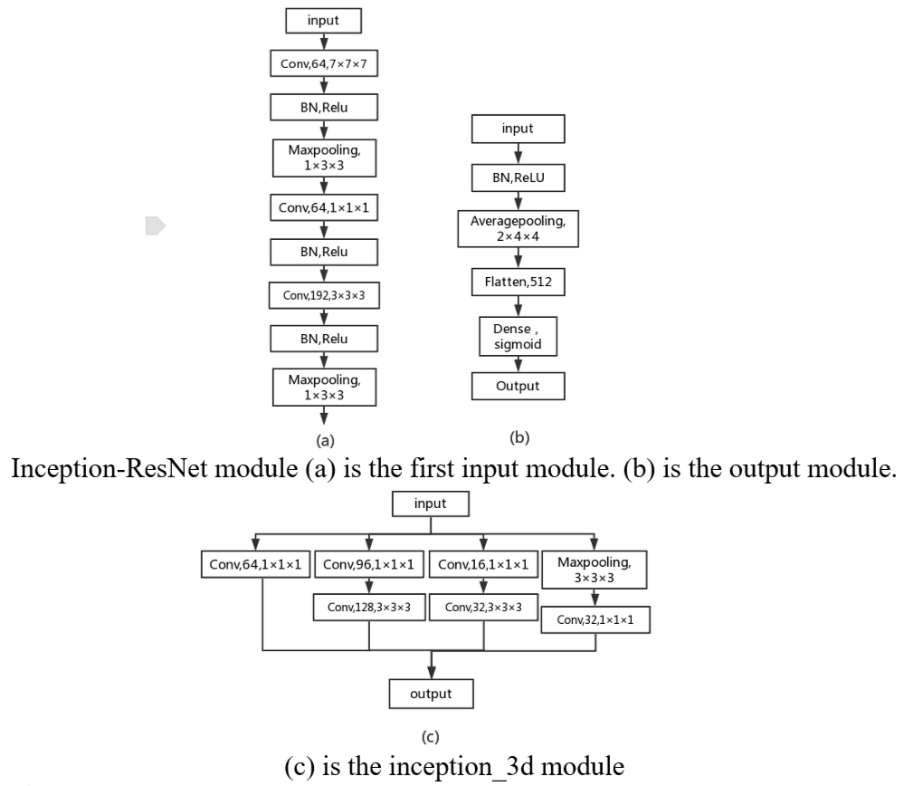 input
Conv,64,7×7×7
BN,Relu
Maxpooling,
1×3×3
Conv,64,1×1×1
BN,Relu
Conv,192,3×3×3
BN,Relu
Maxpooling,
1×3×3
(a)
input
BN,ReLU
Averagepooling,
2×4×4
Flatten,512
Dense ,
sigmoid
Output
(b)
Inception-ResNet module (a) is the first input module. (b) is the output module.
input
Conv,64,1×1×1
Conv,96,1×1×1
Conv,16,1×1×1
Maxpooling,
3×3×3
Conv,128,3×3×3
Conv,32,3×3×3
Conv,32,1×1×1
output
(c)
(c) is the inception_3d module